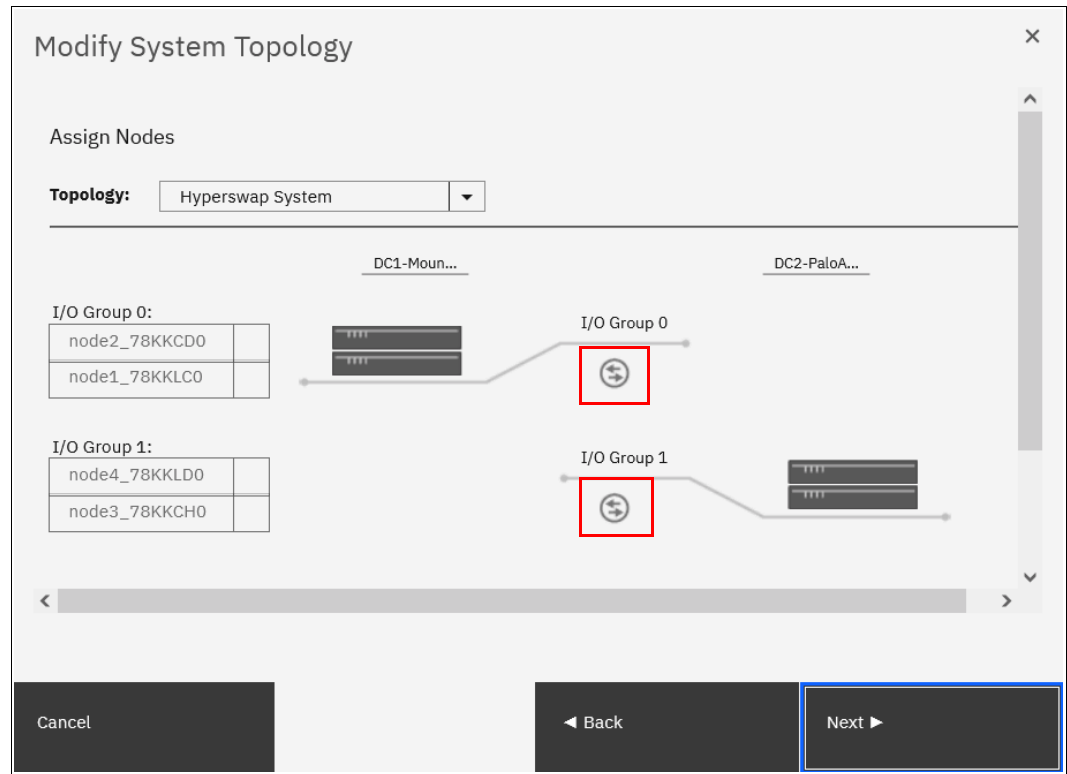 Modify System Topology
Assign Nodes
Topology: Hyperswap System
DC1-Moun... DC2-PaloA...
I/O Group 0:
node2_78KKCD0
node1_78KKLC0
I/O Group 0
I/O Group 1:
node4_78KKLD0
node3_78KKCH0
I/O Group 1
Cancel
Back
Next